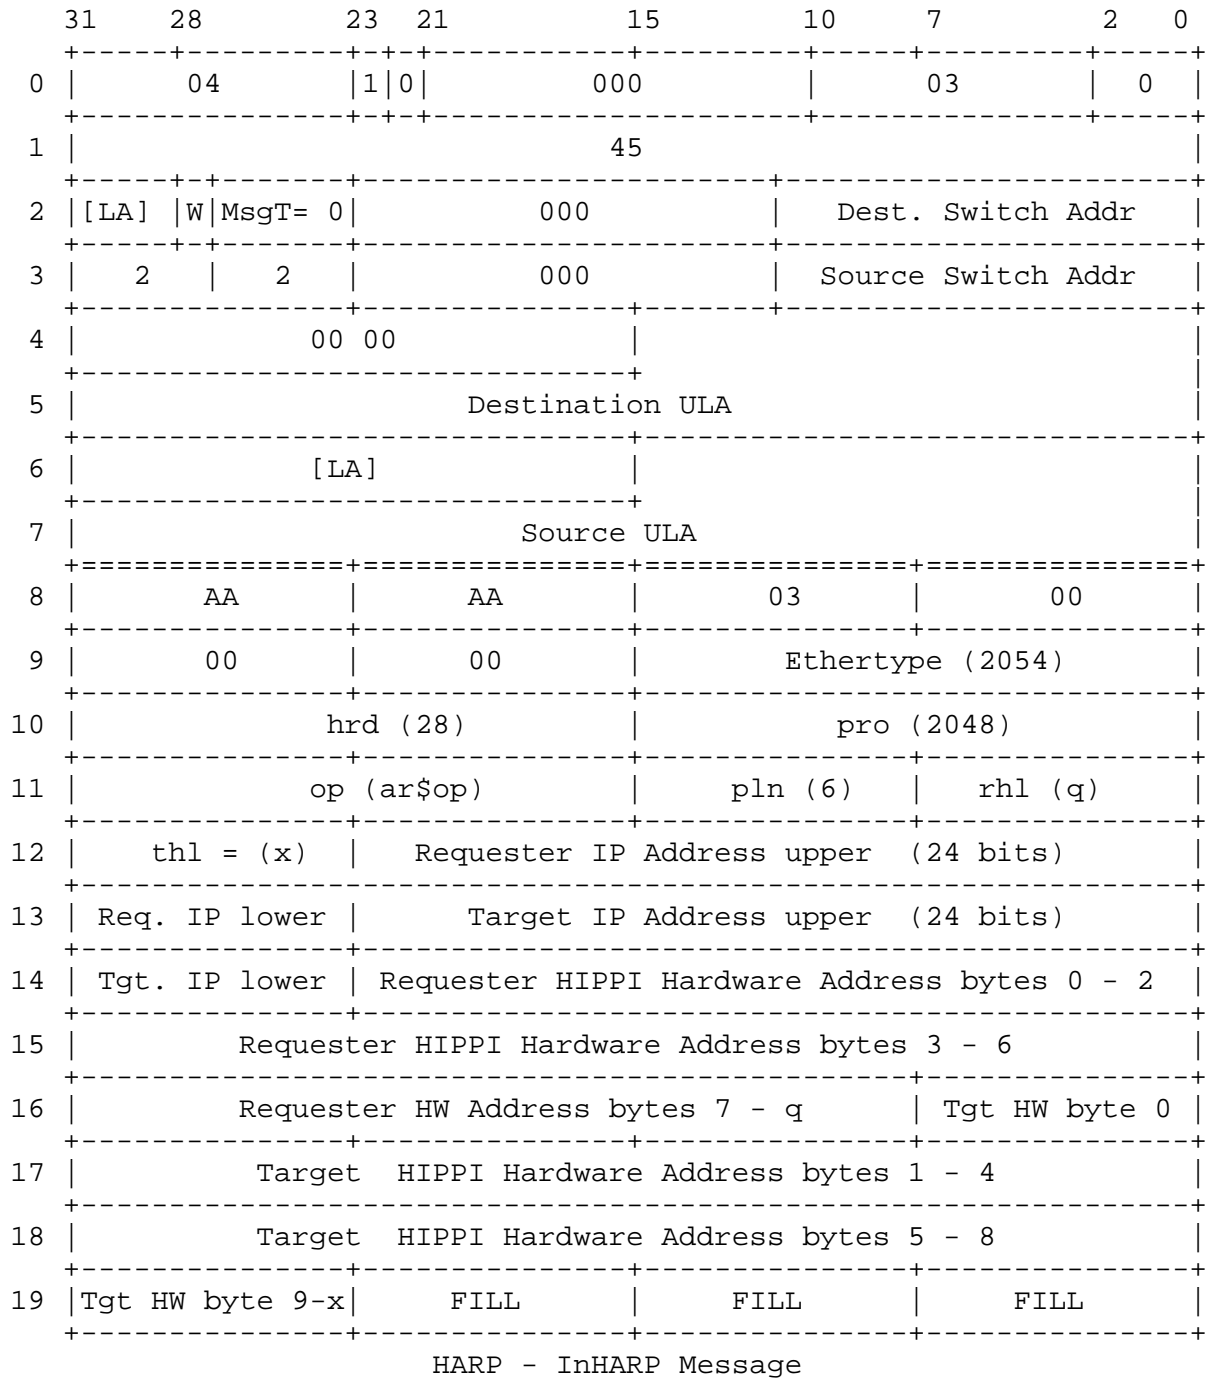 31 28 23 21 15 10 7 2 0
0 04 1 0 000 03 0
1 45
2 [LA] W MsgT= 0 000 Dest. Switch Addr
3 2 2 000 Source Switch Addr
4 00 00
5 Destination ULA
6 [LA]
7 Source ULA
8 AA AA 03 00
9 00 00 Ethertype (2054)
10 hrd (28) pro (2048)
11 op (ar$op) pln (6) rhl (q)
12 thl = (x) Requester IP Address upper (24 bits)
13 Req. IP lower Target IP Address upper (24 bits)
14 Tgt. IP lower Requester HIPPI Hardware Address bytes 0 - 2
15 Requester HIPPI Hardware Address bytes 3 - 6
16 Requester HW Address bytes 7 - q Tgt HW byte 0
17 Target HIPPI Hardware Address bytes 1 - 4
18 Target HIPPI Hardware Address bytes 5 - 8
19 Tgt HW byte 9-x FILL FILL FILL
HARP - InHARP Message